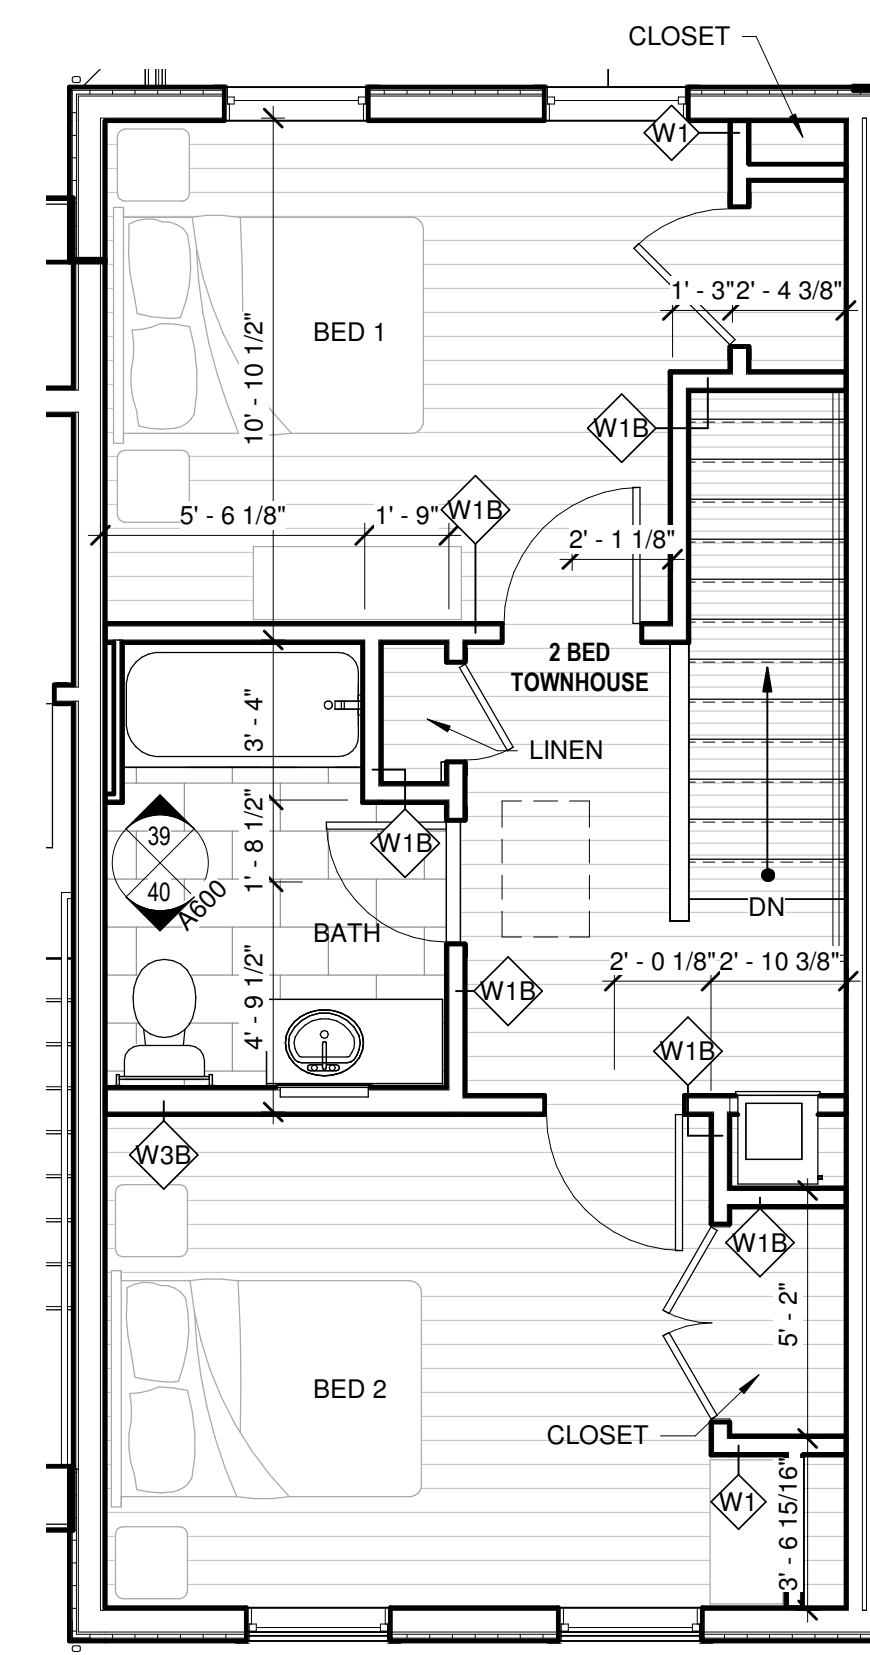 CLOSET
W1
1' - 3"
2' - 4 3/8"
BED 1
10' - 10 1/2"
W1B
5' - 6 1/8"
1' - 9"
W1B
2' - 1 1/8"
2 BED
TOWNHOUSE
3' - 4"
LINEN
1' - 8 1/2"
39
W1B
40
A600
DN
BATH
2' - 0 1/8"
2' - 10 3/8"
4' - 9 1/2"
W1B
W1B
W3B
W1B
5' - 2"
BED 2
CLOSET
W1
3' - 6 15/16"